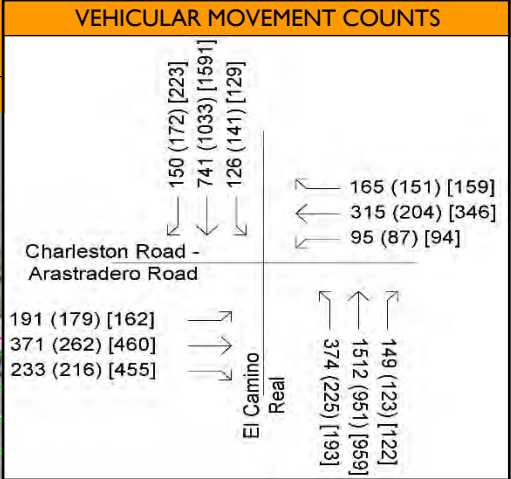 VEHICULAR MOVEMENT COUNTS
150 (172) [223]
741 (1033) [1591]
126 (141) [129]
165 (151) [159]
315 (204) [346]
95 (87) [94]
Charleston Road -
Arastradero Road
191 (179) [162]
371 (262) [460]
233 (216) [455]
El Camino
Real
374 (225) [193]
1512 (951) [959]
149 (123) [122]